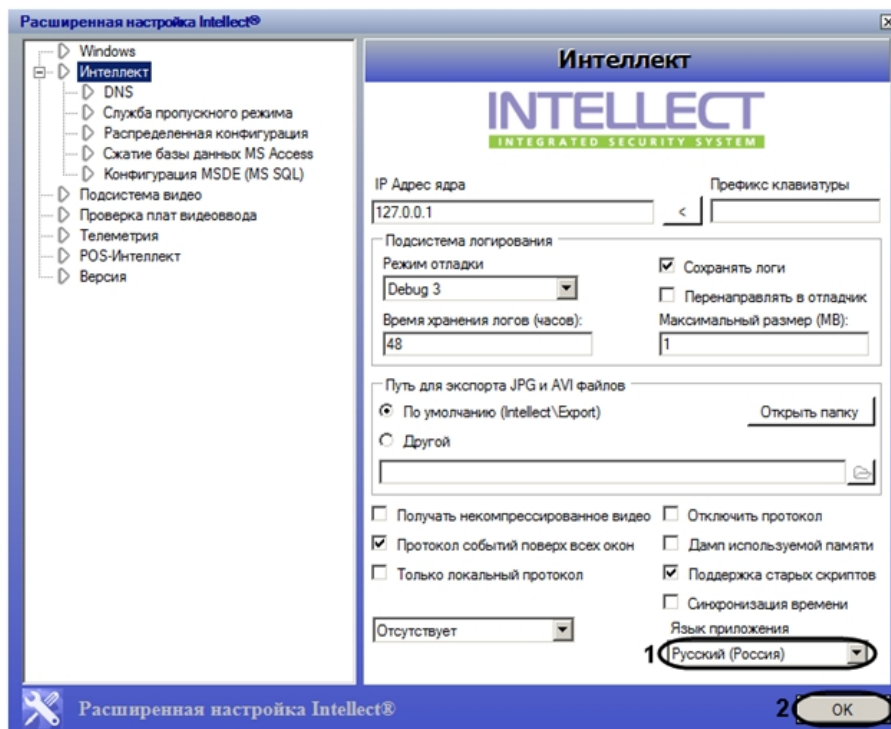 Расширенная настройка Intellect®
Windows
Интеллект
DNS
Служба пропускного режима
Распределенная конфигурация
Сжатие базы данных MS Access
Конфигурация MSDE (MS SQL)
Подсистема видео
Проверка плат видеоввода
Телеметрия
POS-Интеллект
Версия
Интеллект
INTELLECT
INTEGRATED SECURITY SYSTEM
IP Адрес ядра
Префикс клавиатуры
127.0.0.1
<
Подсистема логирования
Режим отладки
Debug 3
Сохранять логи
Перенаправлять в отладчик
Время хранения логов (часов):
Максимальный размер (MB):
48
1
Путь для экспорта JPG и AVI файлов
По умолчанию (Intellect\Export)
Открыть папку
Другой
Получать некомпрессированное видео
Отключить протокол
Протокол событий поверх всех окон
Дамп используемой памяти
Только локальный протокол
Поддержка старых скриптов
Синхронизация времени
Отсутствует
Язык приложения
1
Русский (Россия)
Расширенная настройка Intellect®
2
OK